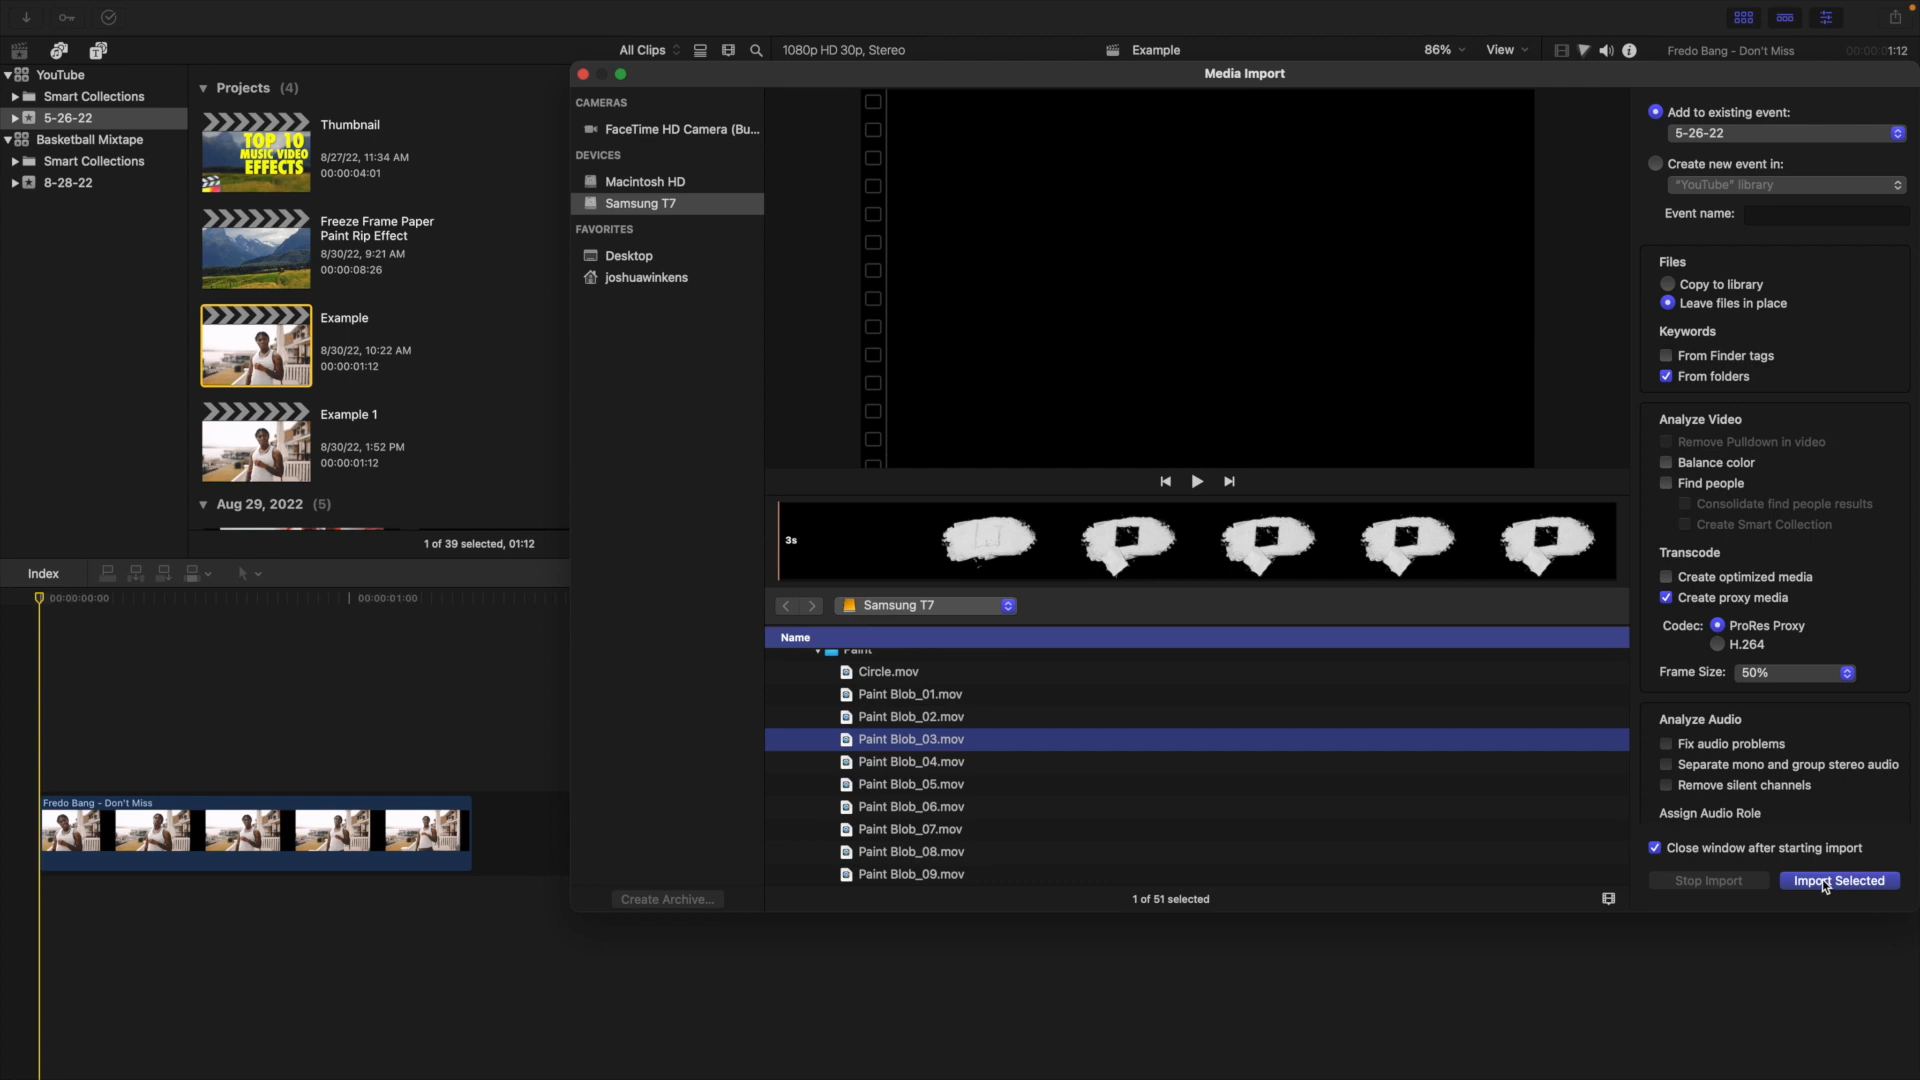 All Clips
1080p HD 30p, Stereo
Example
86%
View
Fredo Bang - Don't Miss
00:00:01:12
YouTube
Smart Collections
5-26-22
Basketball Mixtape
Smart Collections
8-28-22
Projects (4)
TOP 10
MUSIC VIDEO
EFFECTS
Thumbnail
8/27/22, 11:34 AM
00:00:04:01
Freeze Frame Paper
Paint Rip Effect
8/30/22, 9:21 AM
00:00:08:26
Example
8/30/22, 10:22 AM
00:00:01:12
Example 1
8/30/22, 1:52 PM
00:00:01:12
Aug 29, 2022 (5)
1 of 39 selected, 01:12
Index
00:00:00:00
00:00:01:00
Fredo Bang - Don't Miss
Media Import
CAMERAS
FaceTime HD Camera (Bu...
DEVICES
Macintosh HD
Samsung T7
FAVORITES
Desktop
joshuawinkens
Create Archive...
3s
Samsung T7
Name
Paint
Circle.mov
Paint Blob_01.mov
Paint Blob_02.mov
Paint Blob_03.mov
Paint Blob_04.mov
Paint Blob_05.mov
Paint Blob_06.mov
Paint Blob_07.mov
Paint Blob_08.mov
Paint Blob_09.mov
1 of 51 selected
Add to existing event:
5-26-22
Create new event in:
"YouTube" library
Event name:
Files
Copy to library
Leave files in place
Keywords
From Finder tags
From folders
Analyze Video
Remove Pulldown in video
Balance color
Find people
Consolidate find people results
Create Smart Collection
Transcode
Create optimized media
Create proxy media
Codec: ProRes Proxy
H.264
Frame Size: 50%
Analyze Audio
Fix audio problems
Separate mono and group stereo audio
Remove silent channels
Assign Audio Role
Close window after starting import
Stop Import
Import Selected